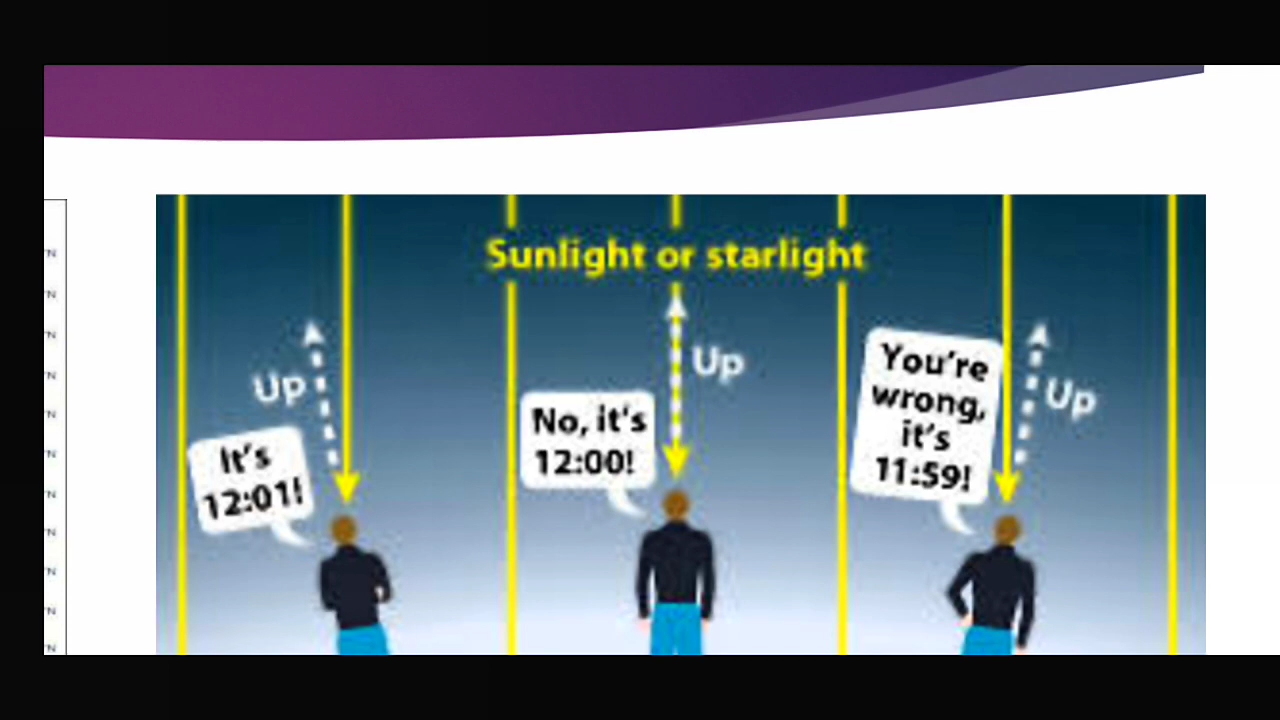 Sunlight or starlight
Up
It's
12:01!
Up
No, it's
12:00!
Up
You're
wrong,
it's
11:59!
°N
°N
°N
°N
°N
°N
°N
°N
°N
°N
°N